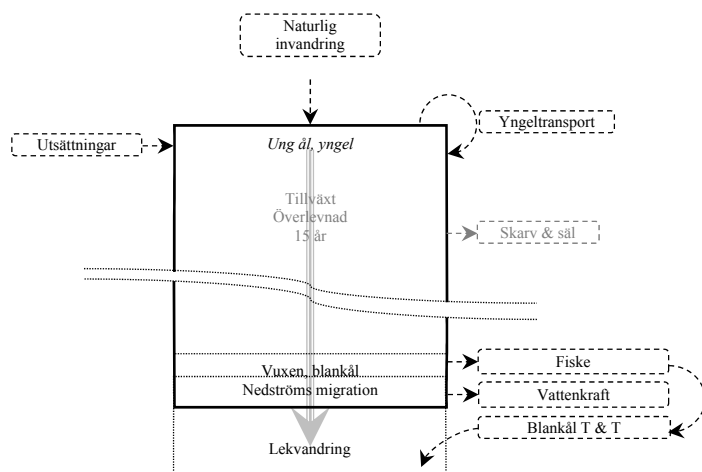 Naturlig
invandring
Yngeltransport
Utsättningar
Ung ål, yngel
Tillväxt
Överlevnad
15 år
Skarv & säl
Vuxen, blankål
Fiske
Nedströms migration
Vattenkraft
Blankål T & T
Lekvandring